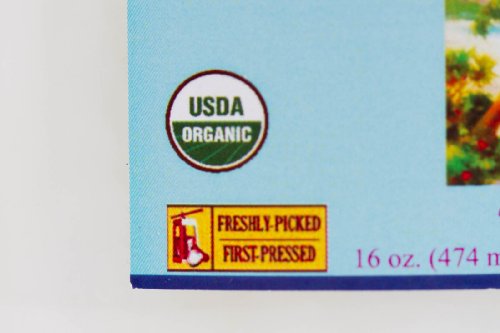 USDA
ORGANIC
FRESHLY-PICKED
FIRST-PRESSED
16 oz. (474 m